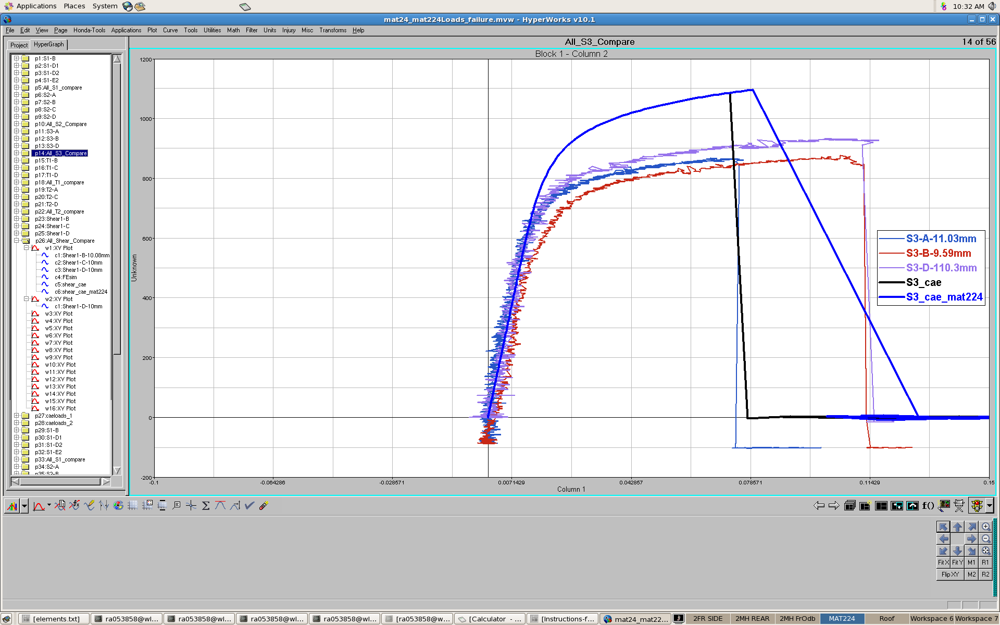 Applications Places System 10:32 AM
mat24_mat224Loads_failure.mvw - HyperWorks v10.1
File Edit View Page Honda-Tools Applications Plot Curve Tools Utilities Math Filter Units Injury Misc Transforms Help
Project HyperGraph
All_S3_Compare 14 of 56
Block 1 - Column 2
p1:S1-B
p2:S1-D1
p3:S1-D2
p4:S1-E2
p5:All_S1_compare
p6:S2-A
p7:S2-B
p8:S2-C
p9:S2-D
p10:All_S2_Compare
p11:S3-A
p12:S3-B
p13:S3-D
p14:All_S3_Compare
p15:T1-B
p16:T1-C
p17:T1-D
p18:All_T1_compare
p19:T2-A
p20:T2-C
p21:T2-D
p22:All_T2_compare
p23:Shear1-B
p24:Shear1-C
p25:Shear1-D
p26:All_Shear_Compare
w1:XY Plot
c1:Shear1-B-10.08mm
c2:Shear1-C-10mm
c3:Shear1-D-10mm
c4:FEsim
c5:shear_cae
c6:shear_cae_mat224
w2:XY Plot
c1:Shear1-D-10mm
w3:XY Plot
w4:XY Plot
w5:XY Plot
w6:XY Plot
w7:XY Plot
w8:XY Plot
w9:XY Plot
w10:XY Plot
w11:XY Plot
w12:XY Plot
w13:XY Plot
w14:XY Plot
w15:XY Plot
w16:XY Plot
p27:caeloads_1
p28:caeloads_2
p29:S1-B
p30:S1-D1
p31:S1-D2
p32:S1-E2
p33:All_S1_compare
p34:S2-A
p35:S2-B
1200
1000
800
600
400
200
0
-200
Unknown
-0.1 -0.064286 -0.028571 0.0071429 0.042857 0.078571 0.11429 0.15
Column 1
S3-A-11.03mm
S3-B-9.59mm
S3-D-110.3mm
S3_cae
S3_cae_mat224
f()
FitX FitY M1 R1
FlipXY M2 R2
[elements.txt] ra053858@wl... ra053858@wl... ra053858@wl... ra053858@wl... [ra053858@w... [Calculator - ... [Instructions-f... mat24_mat22... 2FR SIDE 2MH REAR 2MH FrOdb MAT224 Roof Workspace 6 Workspace 7